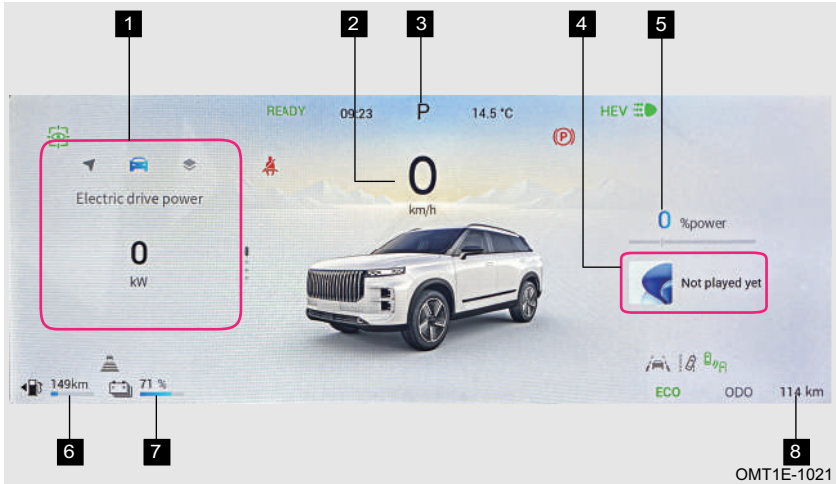 1
2
3
4
5
READY
09:23
P
14.5 °C
HEV
(P)
0
km/h
Electric drive power
0
kW
0 %power
Not played yet
149km
71 %
A
ECO
ODO
114 km
6
7
8
OMT1E-1021